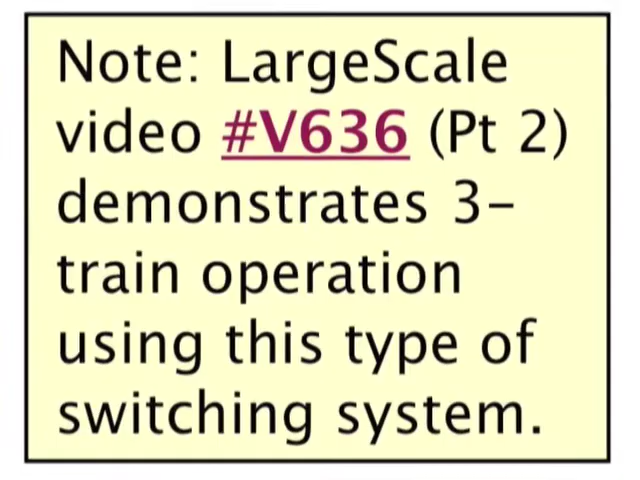 Note: LargeScale
video #V636 (Pt 2)
demonstrates 3-
train operation
using this type of
switching system.